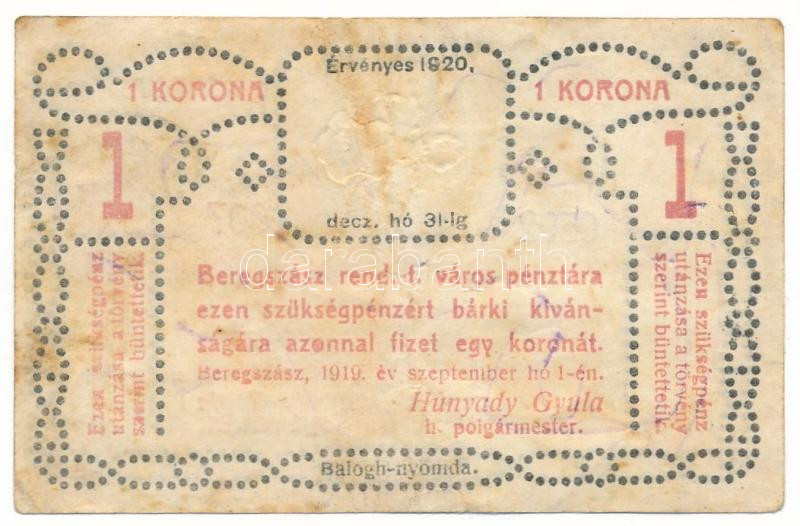 Érvényes 1920.
1 KORONA
1 KORONA
1
1
decz. hó 31-ig
Beregszász rend. t. város pénztára
ezen szükségpénzért bárki kiván-
ságára azonnal fizet egy koronát.
Beregszász, 1919. év szeptember hó 1-én.
Hunyady Gyula
h. polgármester.
Ezen szükségpénz
utánzása a törvény
szerint büntettetik.
Ezen szükségpénz
utánzása a törvény
szerint büntettetik.
Balogh-nyomda.
darabanth